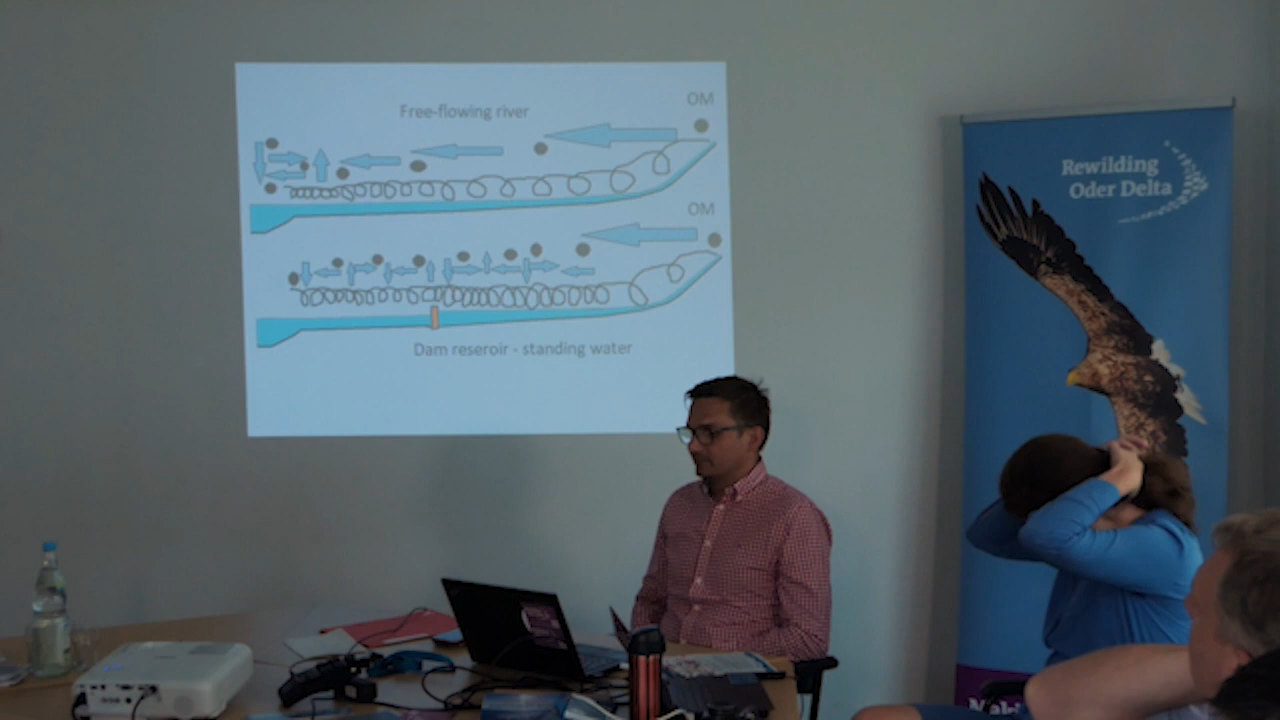 OM
Free-flowing river
OM
Dam reseroir - standing water
Rewilding
Oder Delta